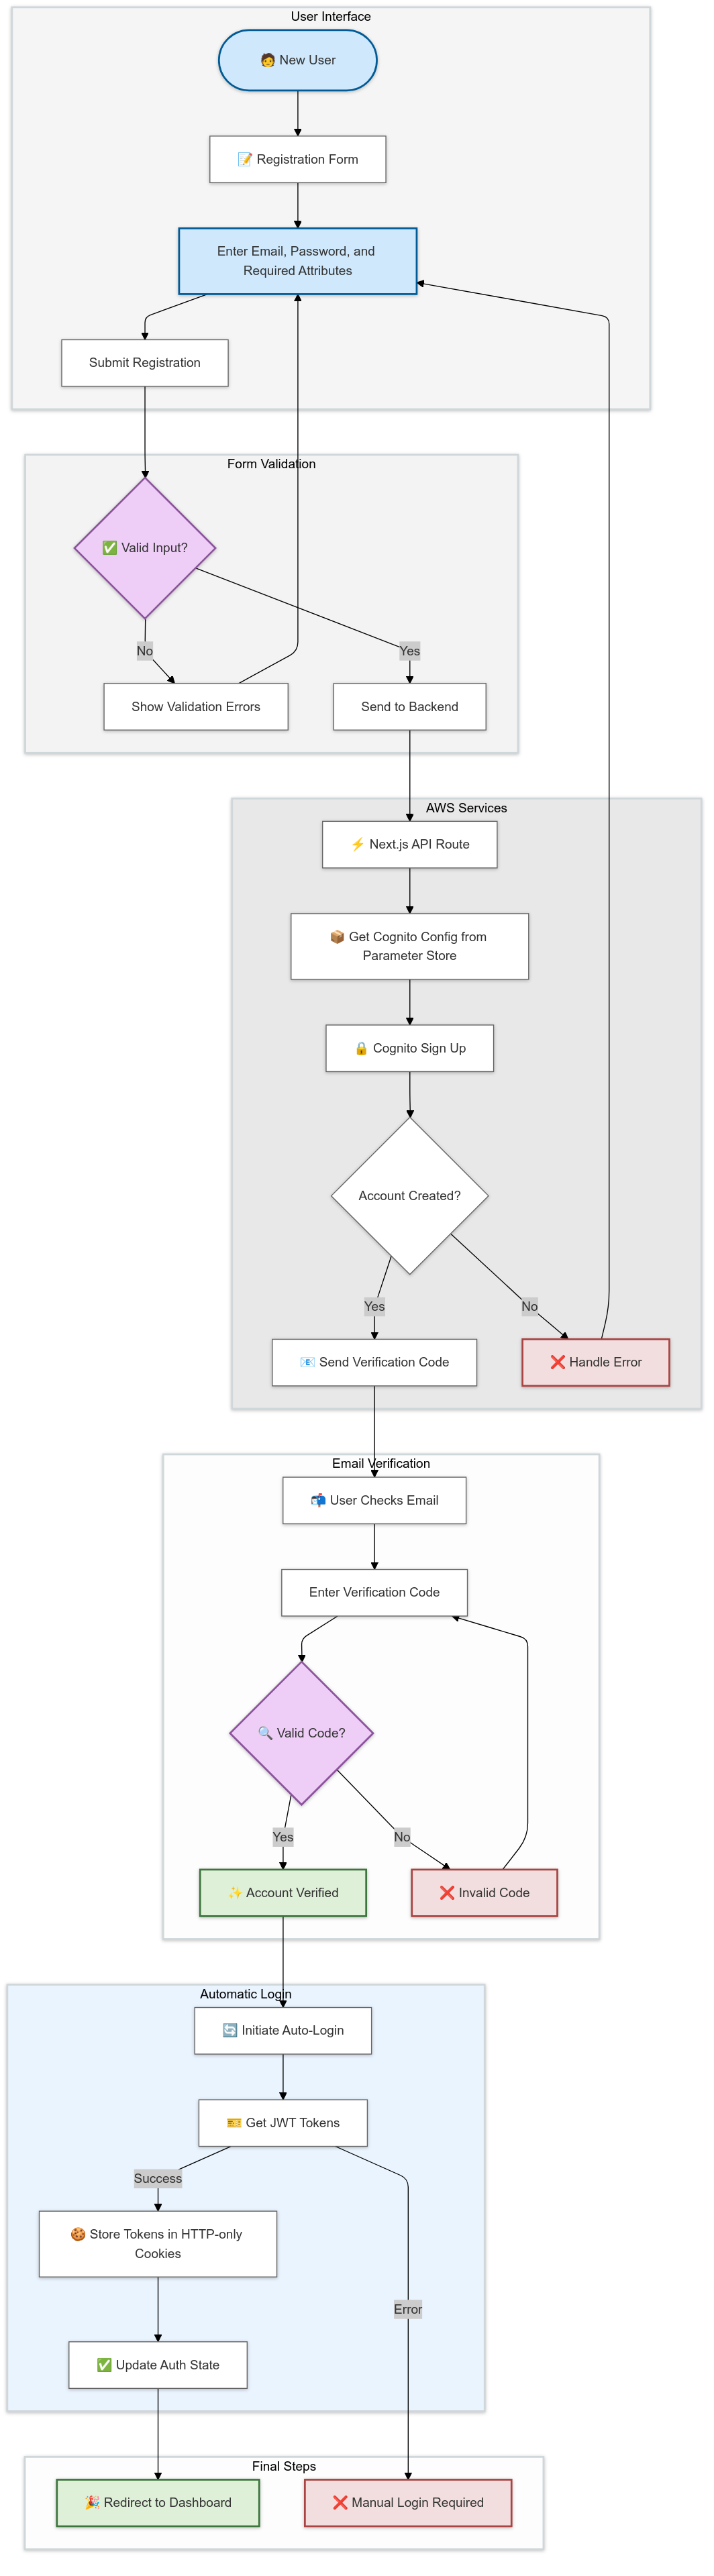 User Interface
🧑 New User
📝 Registration Form
Enter Email, Password, and
Required Attributes
Submit Registration
Form Validation
✅ Valid Input?
No
Yes
Show Validation Errors
Send to Backend
AWS Services
⚡ Next.js API Route
📦 Get Cognito Config from
Parameter Store
🔒 Cognito Sign Up
Account Created?
Yes
No
📧 Send Verification Code
❌ Handle Error
Email Verification
📬 User Checks Email
Enter Verification Code
🔍 Valid Code?
Yes
No
✨ Account Verified
❌ Invalid Code
Automatic Login
🔄 Initiate Auto-Login
🎫 Get JWT Tokens
Success
🍪 Store Tokens in HTTP-only
Cookies
Error
✅ Update Auth State
Final Steps
🎉 Redirect to Dashboard
❌ Manual Login Required